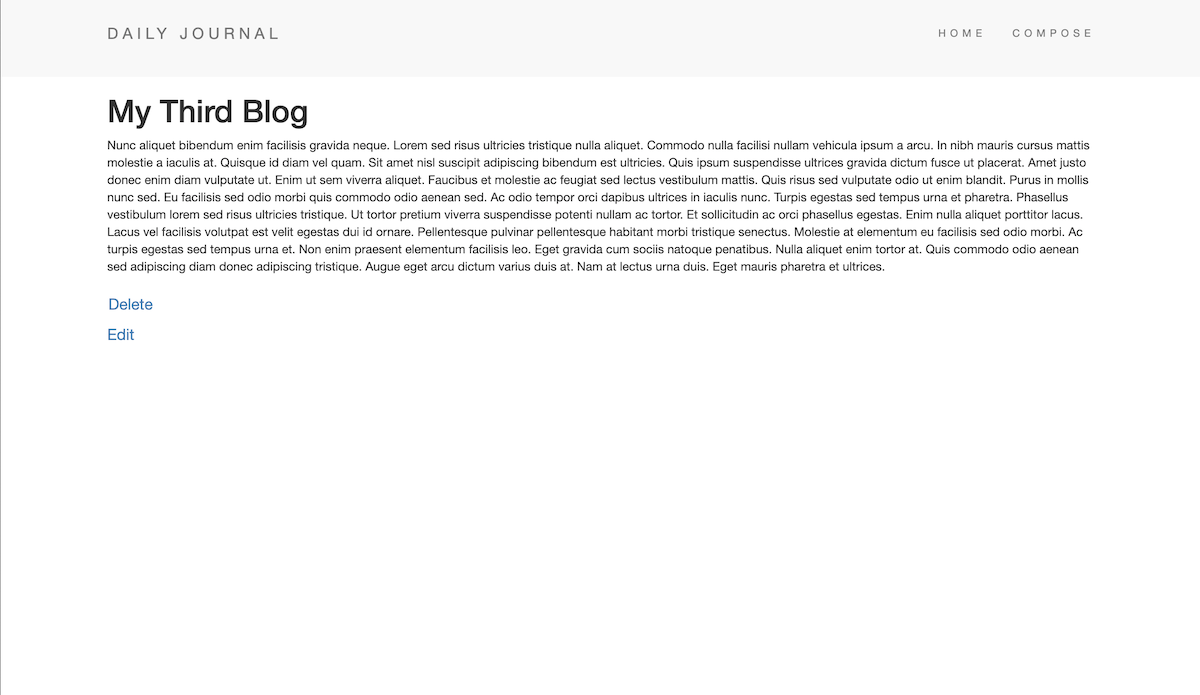 DAILY JOURNAL
HOME COMPOSE
My Third Blog
Nunc aliquet bibendum enim facilisis gravida neque. Lorem sed risus ultricies tristique nulla aliquet. Commodo nulla facilisi nullam vehicula ipsum a arcu. In nibh mauris cursus mattis
molestie a iaculis at. Quisque id diam vel quam. Sit amet nisl suscipit adipiscing bibendum est ultricies. Quis ipsum suspendisse ultrices gravida dictum fusce ut placerat. Amet justo
donec enim diam vulputate ut. Enim ut sem viverra aliquet. Faucibus et molestie ac feugiat sed lectus vestibulum mattis. Quis risus sed vulputate odio ut enim blandit. Purus in mollis
nunc sed. Eu facilisis sed odio morbi quis commodo odio aenean sed. Ac odio tempor orci dapibus ultrices in iaculis nunc. Turpis egestas sed tempus urna et pharetra. Phasellus
vestibulum lorem sed risus ultricies tristique. Ut tortor pretium viverra suspendisse potenti nullam ac tortor. Et sollicitudin ac orci phasellus egestas. Enim nulla aliquet porttitor lacus.
Lacus vel facilisis volutpat est velit egestas dui id ornare. Pellentesque pulvinar pellentesque habitant morbi tristique senectus. Molestie at elementum eu facilisis sed odio morbi. Ac
turpis egestas sed tempus urna et. Non enim praesent elementum facilisis leo. Eget gravida cum sociis natoque penatibus. Nulla aliquet enim tortor at. Quis commodo odio aenean
sed adipiscing diam donec adipiscing tristique. Augue eget arcu dictum varius duis at. Nam at lectus urna duis. Eget mauris pharetra et ultrices.
Delete
Edit